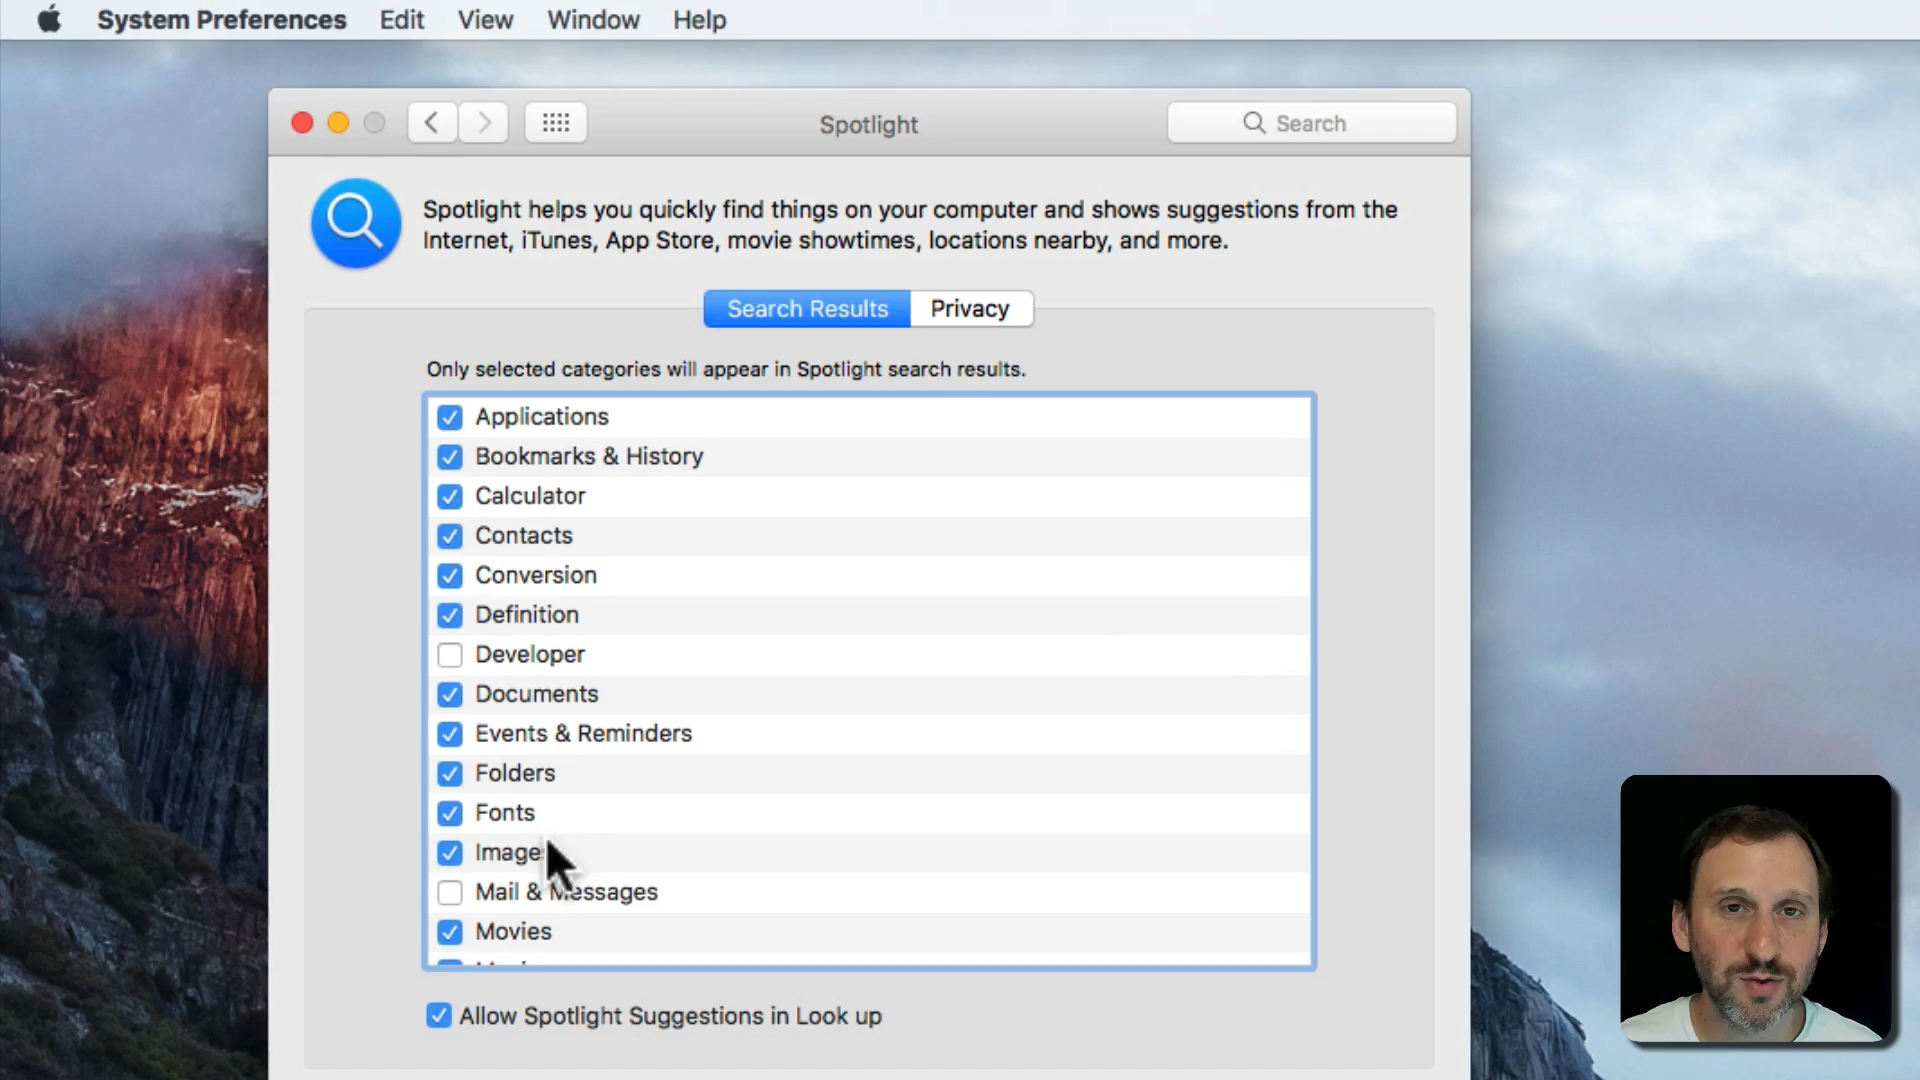 System Preferences Edit View Window Help
Spotlight
Search
Spotlight helps you quickly find things on your computer and shows suggestions from the
Internet, iTunes, App Store, movie showtimes, locations nearby, and more.
Search Results Privacy
Only selected categories will appear in Spotlight search results.
Applications
Bookmarks & History
Calculator
Contacts
Conversion
Definition
Developer
Documents
Events & Reminders
Folders
Fonts
Images
Mail & Messages
Movies
Allow Spotlight Suggestions in Look up